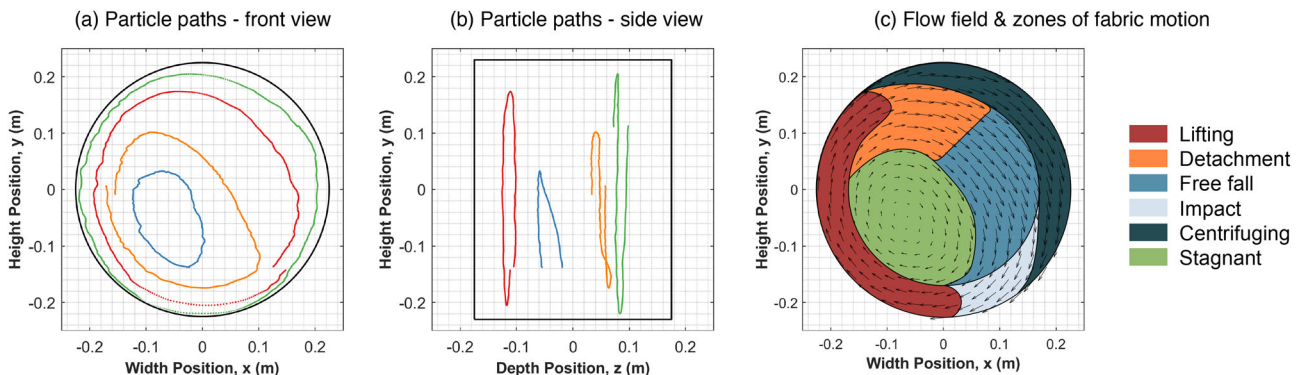 (a) Particle paths - front view
(b) Particle paths - side view
(c) Flow field & zones of fabric motion
Height Position, y (m)
0.2
0.1
0
-0.1
-0.2
-0.2
-0.1
0
0.1
0.2
Width Position, x (m)
Height Position, y (m)
0.2
0.1
0
-0.1
-0.2
-0.2
-0.1
0
0.1
0.2
Depth Position, z (m)
Height Position, y (m)
0.2
0.1
0
-0.1
-0.2
-0.2
-0.1
0
0.1
0.2
Width Position, x (m)
Lifting
Detachment
Free fall
Impact
Centrifuging
Stagnant